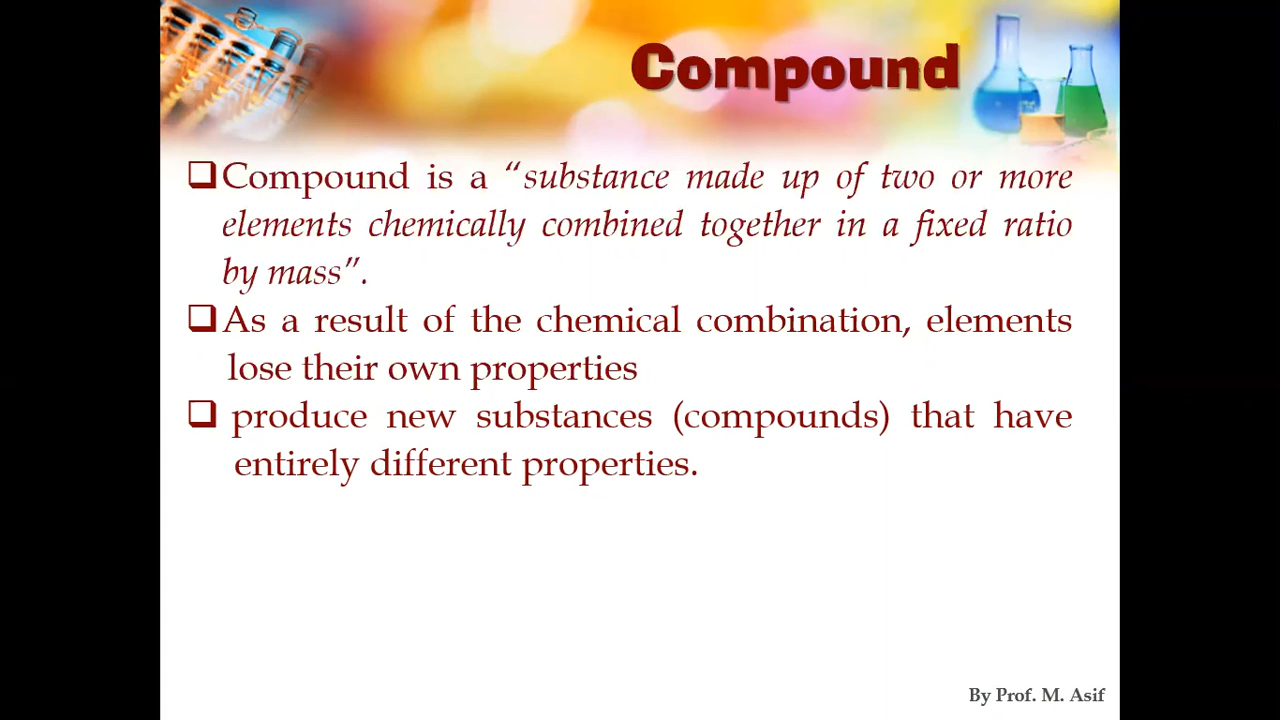 Compound
❑Compound is a “substance made up of two or more
elements chemically combined together in a fixed ratio
by mass”.
❑As a result of the chemical combination, elements
lose their own properties
❑ produce new substances (compounds) that have
entirely different properties.
By Prof. M. Asif